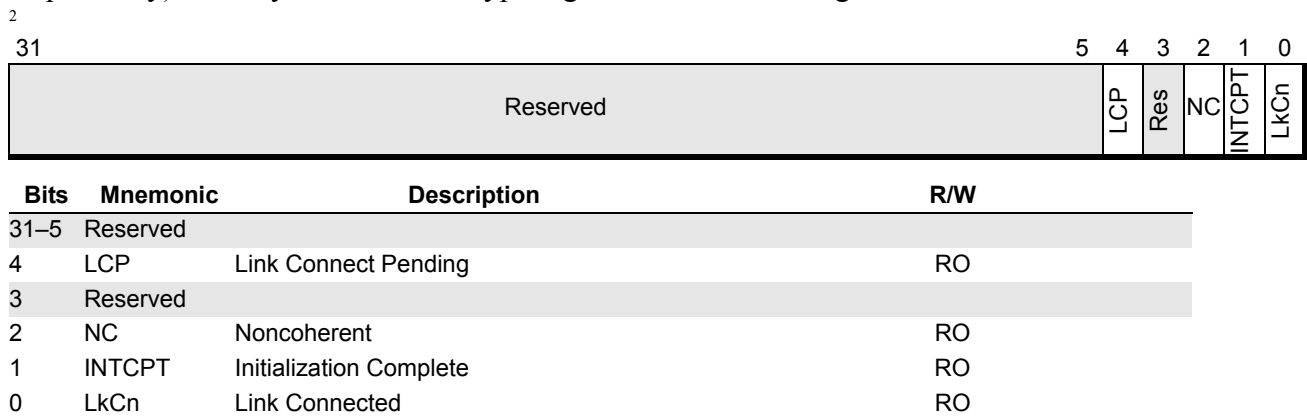 2
31 5 4 3 2 1 0
Reserved LCP Res NC INTCPT LkCn
Bits Mnemonic Description R/W
31–5 Reserved
4 LCP Link Connect Pending RO
3 Reserved
2 NC Noncoherent RO
1 INTCPT Initialization Complete RO
0 LkCn Link Connected RO